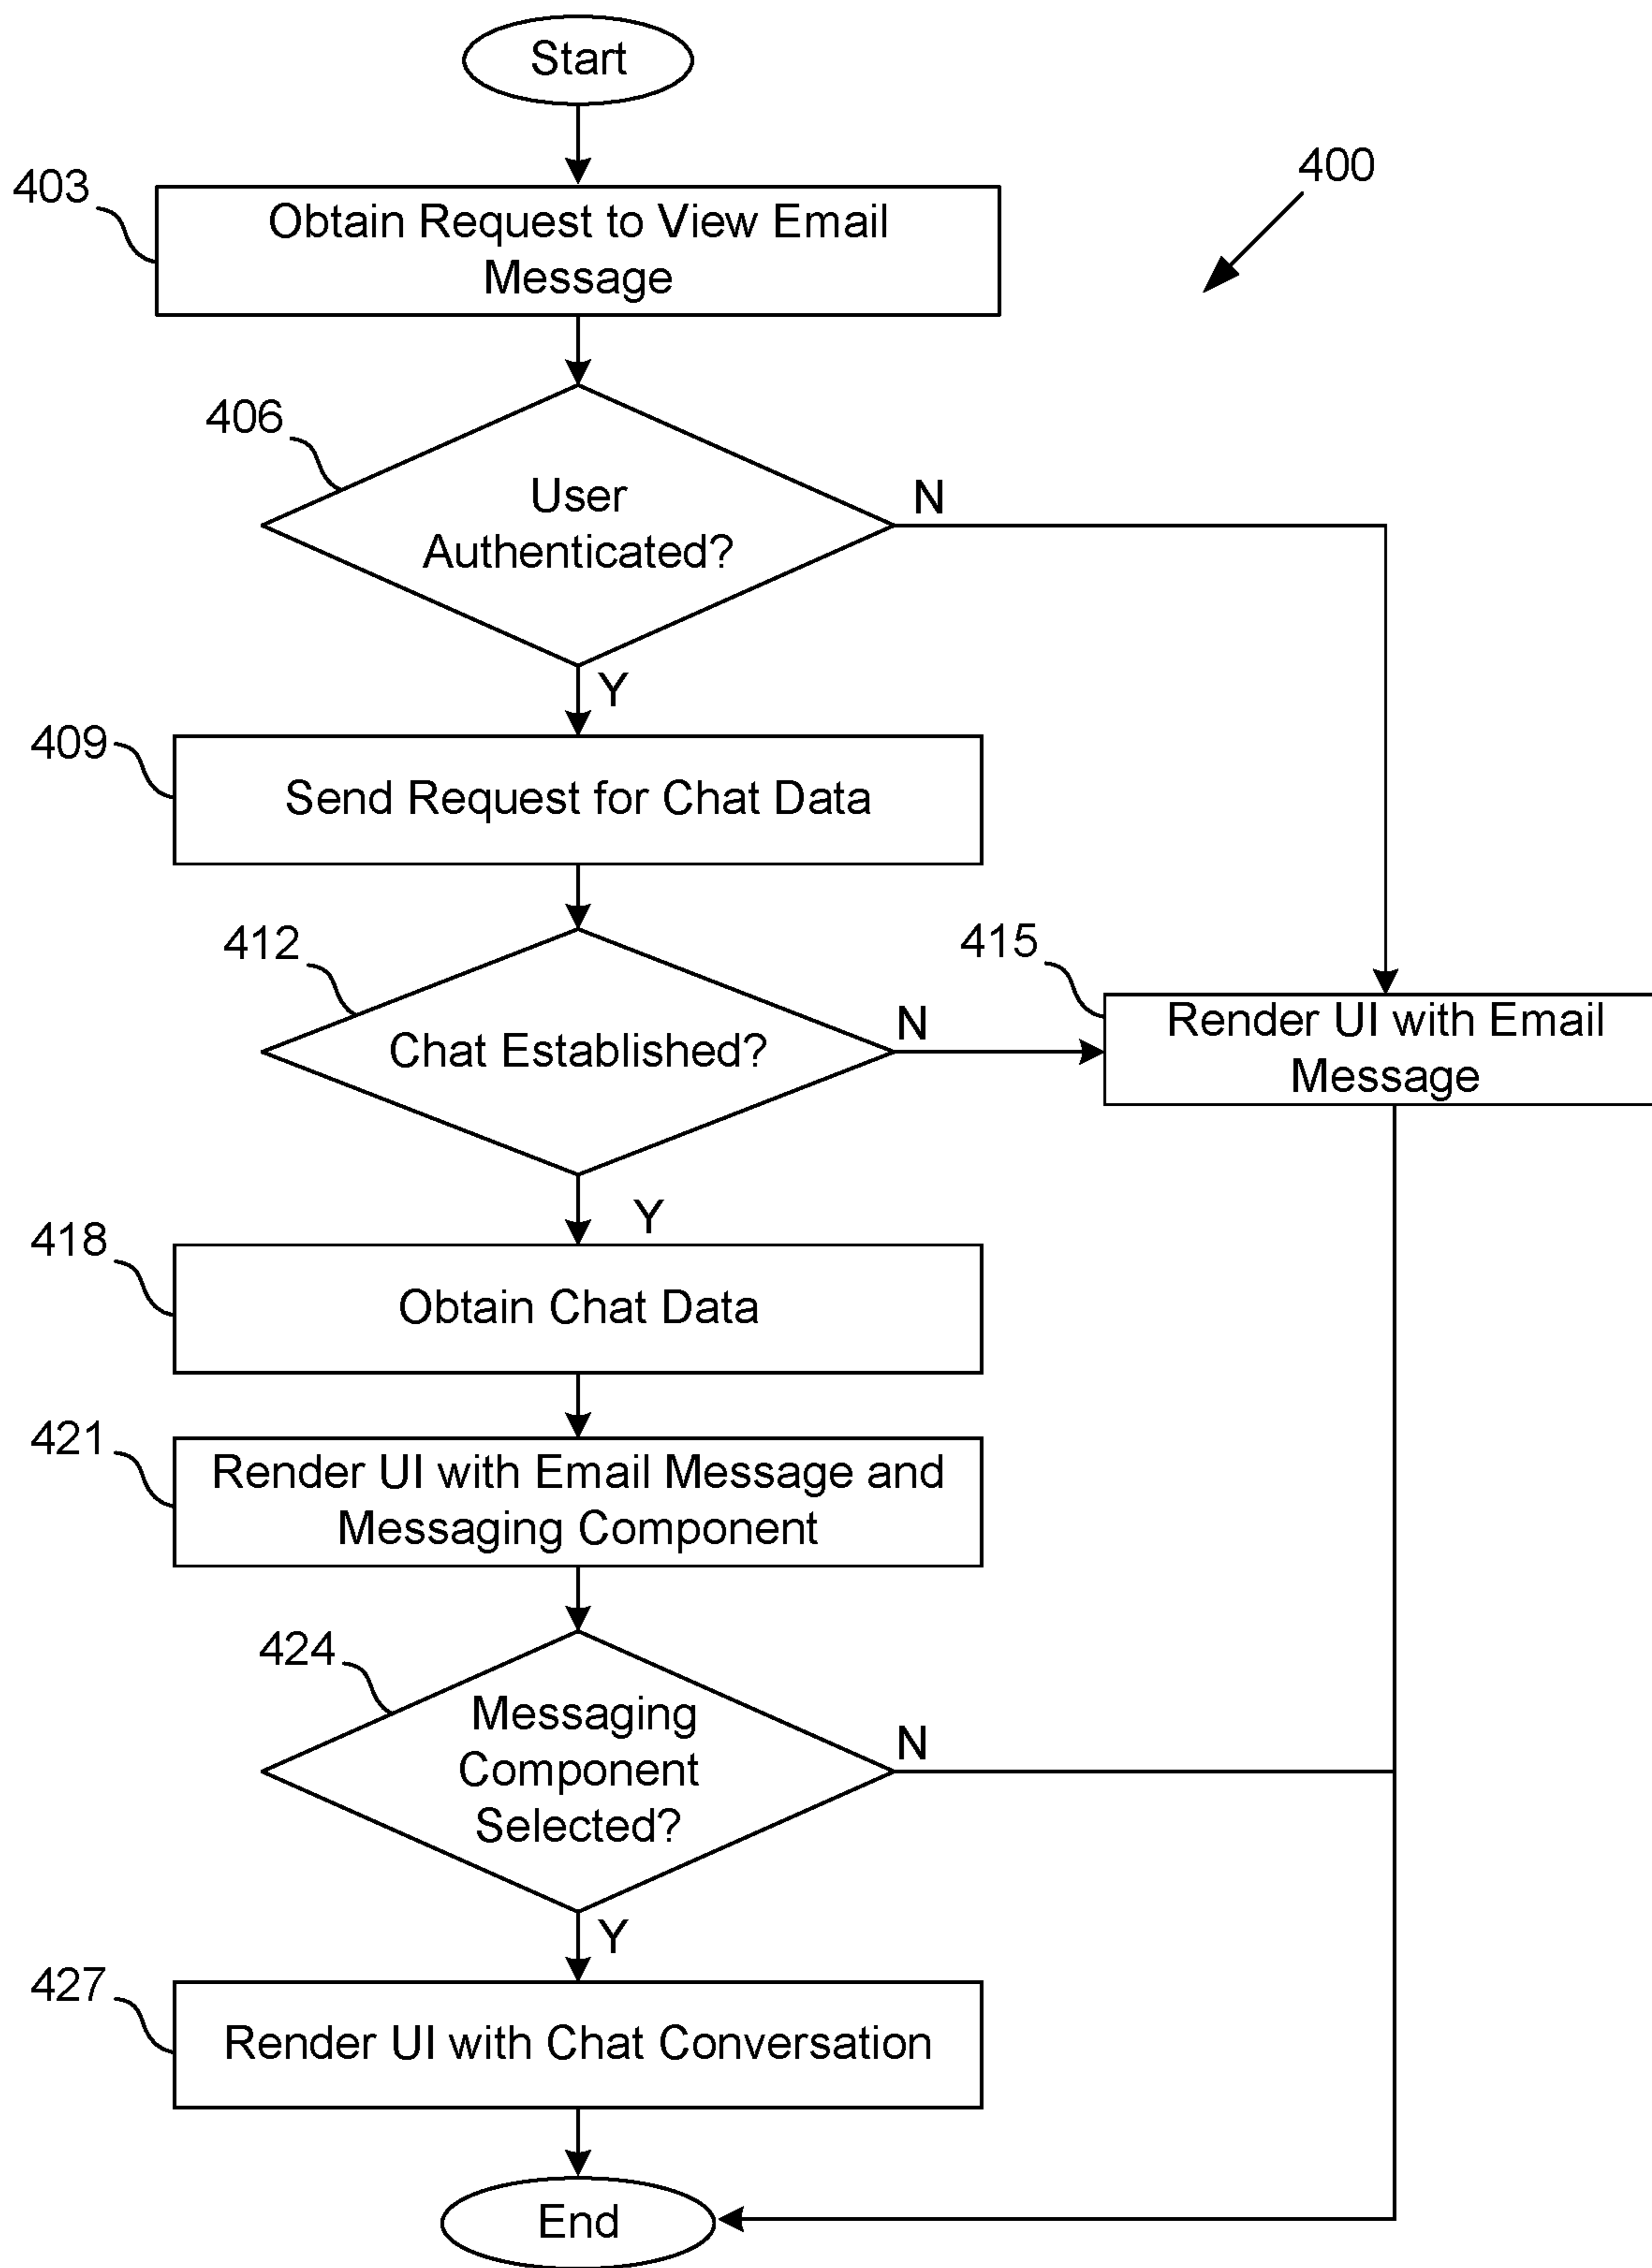 Start
400
403
Obtain Request to View Email
Message
406
User
Authenticated?
N
Y
409
Send Request for Chat Data
412
Chat Established?
N
415
Render UI with Email
Message
Y
418
Obtain Chat Data
421
Render UI with Email Message and
Messaging Component
424
Messaging
Component
Selected?
N
Y
427
Render UI with Chat Conversation
End